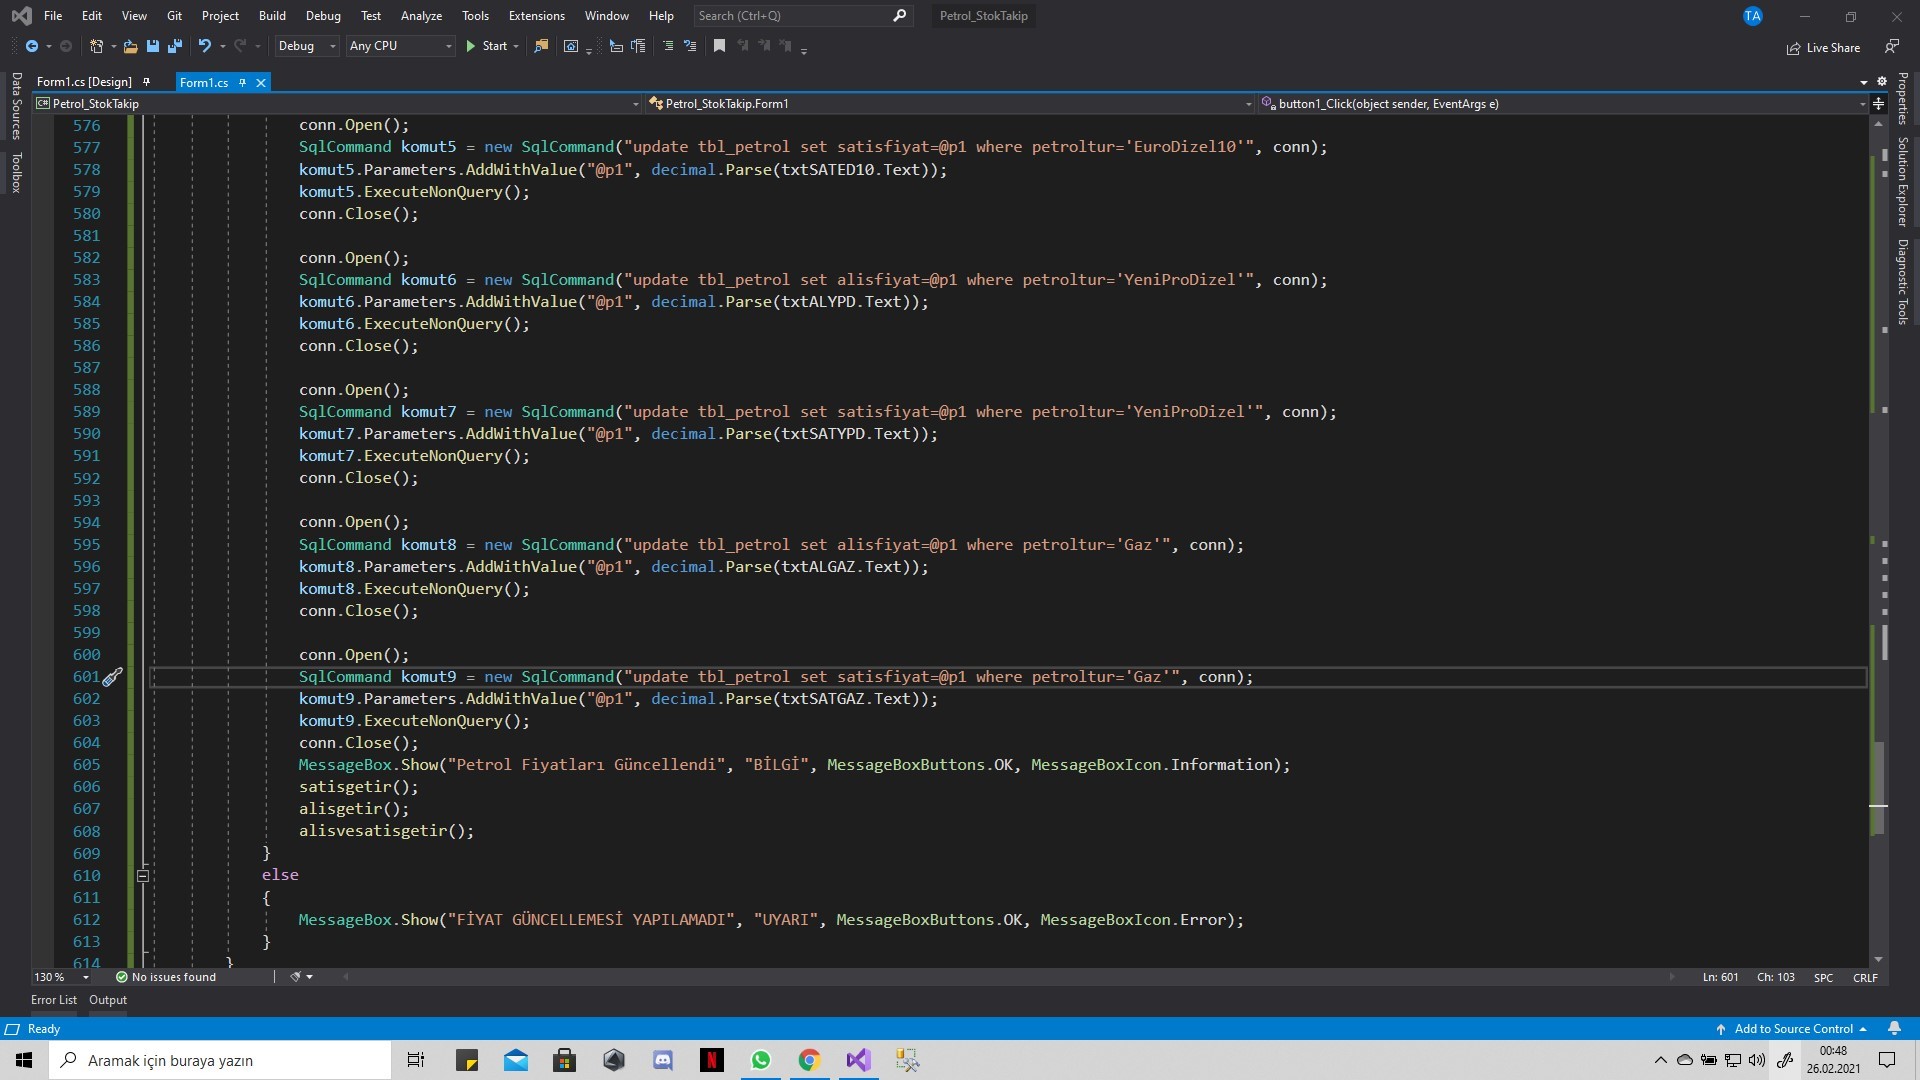 File Edit View Git Project Build Debug Test Analyze Tools Extensions Window Help Search (Ctrl+Q) Petrol_StokTakip TA
Debug Any CPU Start Live Share
Form1.cs [Design] Form1.cs
C# Petrol_StokTakip Petrol_StokTakip.Form1 button1_Click(object sender, EventArgs e)
Data Sources
Toolbox
Properties
Solution Explorer
Diagnostic Tools
576 conn.Open();
577 SqlCommand komut5 = new SqlCommand("update tbl_petrol set satisfiyat=@p1 where petroltur='EuroDizel10'", conn);
578 komut5.Parameters.AddWithValue("@p1", decimal.Parse(txtSATED10.Text));
579 komut5.ExecuteNonQuery();
580 conn.Close();
581
582 conn.Open();
583 SqlCommand komut6 = new SqlCommand("update tbl_petrol set alisfiyat=@p1 where petroltur='YeniProDizel'", conn);
584 komut6.Parameters.AddWithValue("@p1", decimal.Parse(txtALYPD.Text));
585 komut6.ExecuteNonQuery();
586 conn.Close();
587
588 conn.Open();
589 SqlCommand komut7 = new SqlCommand("update tbl_petrol set satisfiyat=@p1 where petroltur='YeniProDizel'", conn);
590 komut7.Parameters.AddWithValue("@p1", decimal.Parse(txtSATYPD.Text));
591 komut7.ExecuteNonQuery();
592 conn.Close();
593
594 conn.Open();
595 SqlCommand komut8 = new SqlCommand("update tbl_petrol set alisfiyat=@p1 where petroltur='Gaz'", conn);
596 komut8.Parameters.AddWithValue("@p1", decimal.Parse(txtALGAZ.Text));
597 komut8.ExecuteNonQuery();
598 conn.Close();
599
600 conn.Open();
601 SqlCommand komut9 = new SqlCommand("update tbl_petrol set satisfiyat=@p1 where petroltur='Gaz'", conn);
602 komut9.Parameters.AddWithValue("@p1", decimal.Parse(txtSATGAZ.Text));
603 komut9.ExecuteNonQuery();
604 conn.Close();
605 MessageBox.Show("Petrol Fiyatları Güncellendi", "BİLGİ", MessageBoxButtons.OK, MessageBoxIcon.Information);
606 satisgetir();
607 alisgetir();
608 alisvesatisgetir();
609 }
610 else
611 {
612 MessageBox.Show("FİYAT GÜNCELLEMESİ YAPILAMADI", "UYARI", MessageBoxButtons.OK, MessageBoxIcon.Error);
613 }
614 }
130 % No issues found Ln: 601 Ch: 103 SPC CRLF
Error List Output
Ready Add to Source Control
Aramak için buraya yazın N 00:48
26.02.2021